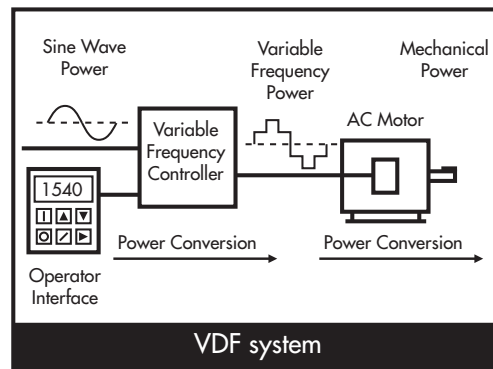 Sine Wave
Power
Variable
Frequency
Power
Mechanical
Power
AC Motor
Variable
Frequency
Controller
1540
Operator
Interface
Power Conversion
Power Conversion
VDF system